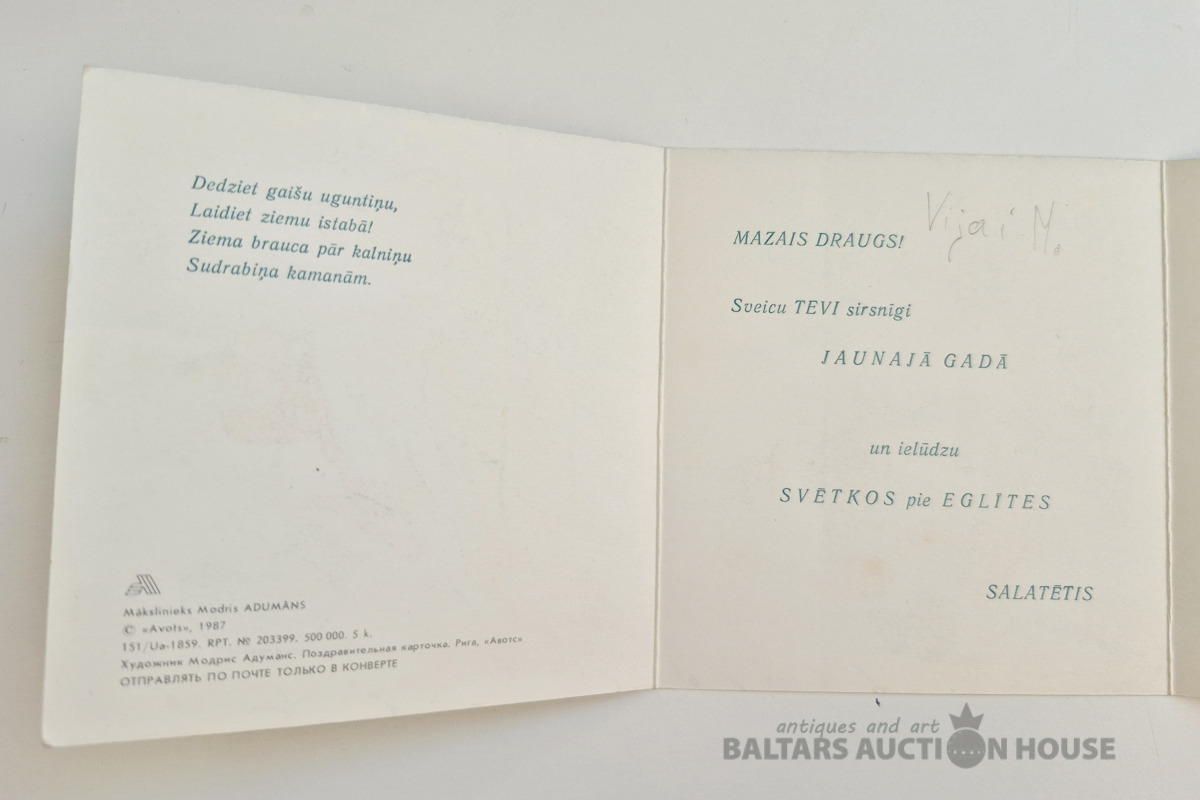 Dedziet gaišu uguntiņu,
Laidiet ziemu istabā!
Ziema brauca pār kalniņu
Sudrabiņa kamanām.
Mākslinieks Modris ADUMĀNS
© «Avots», 1987
151/Ua-1859. RPT. № 203399. 500 000. 5 k.
Художник Модрис Адуманс. Поздравительная карточка. Рига, «Авотс»
ОТПРАВЛЯТЬ ПО ПОЧТЕ ТОЛЬКО В КОНВЕРТЕ
Vijai M.
MAZAIS DRAUGS!
Sveicu TEVI sirsnīgi
JAUNAJĀ GADĀ
un ielūdzu
SVĒTKOS pie EGLĪTES
SALATĒTIS
antiques and art
BALTARS AUCTION HOUSE